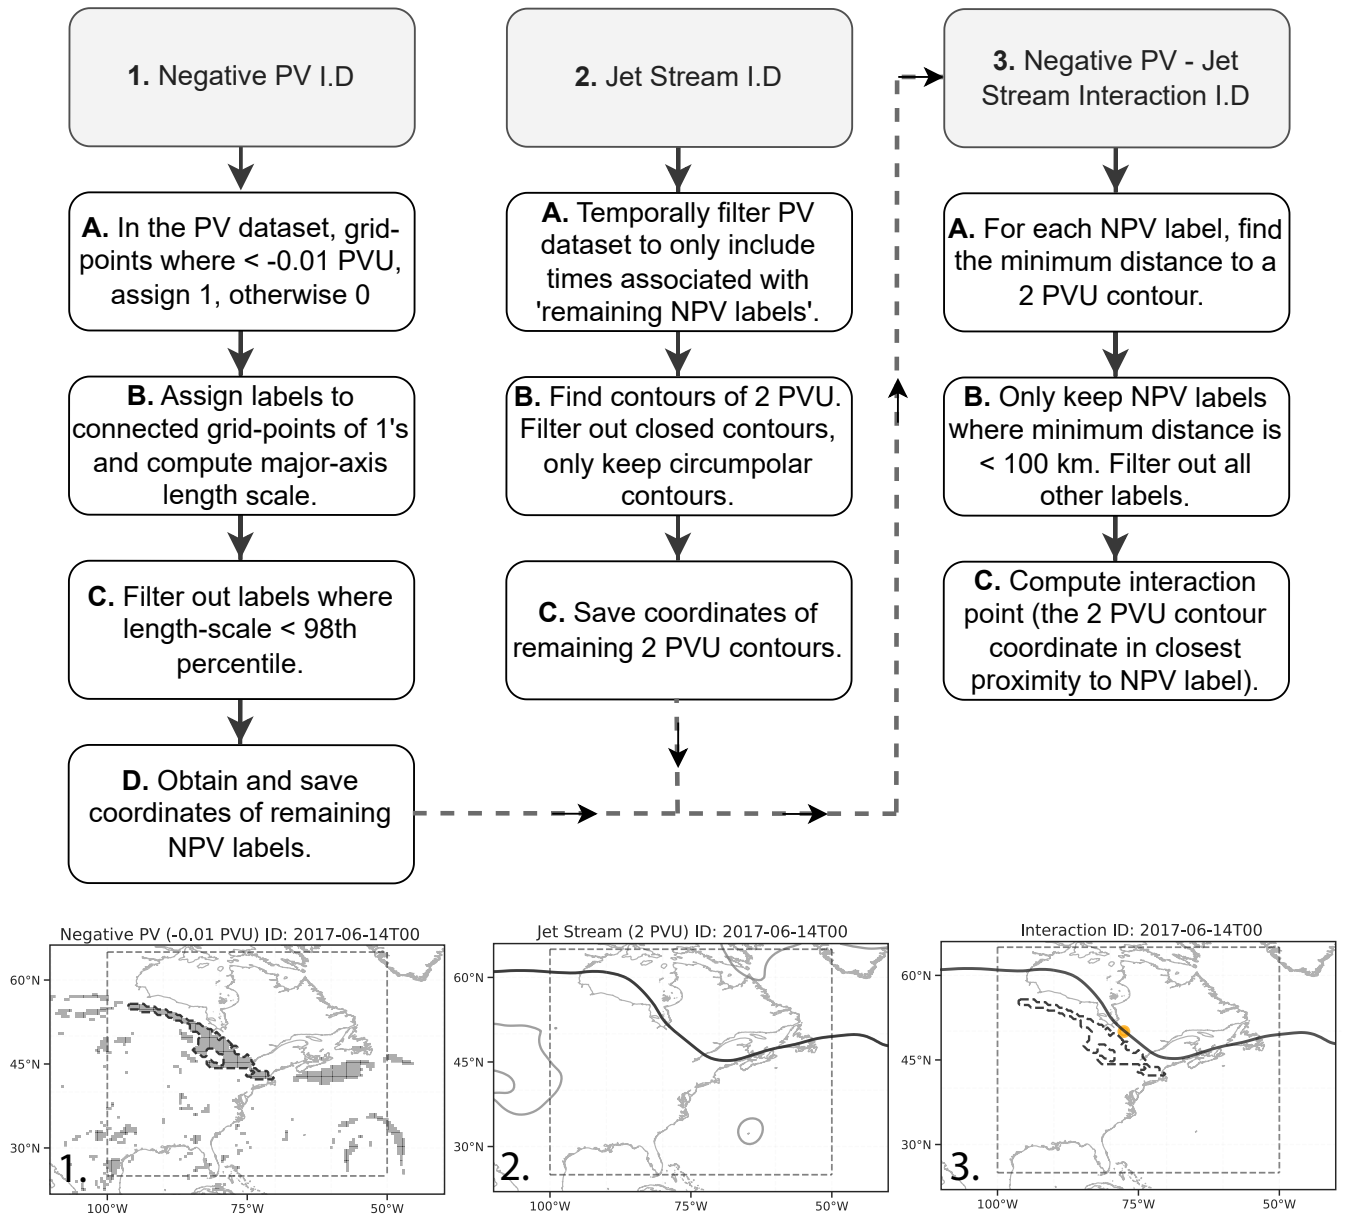 1. Negative PV I.D
A. In the PV dataset, grid-
points where < -0.01 PVU,
assign 1, otherwise 0
B. Assign labels to
connected grid-points of 1's
and compute major-axis
length scale.
C. Filter out labels where
length-scale < 98th
percentile.
D. Obtain and save
coordinates of remaining
NPV labels.
2. Jet Stream I.D
A. Temporally filter PV
dataset to only include
times associated with
'remaining NPV labels'.
B. Find contours of 2 PVU.
Filter out closed contours,
only keep circumpolar
contours.
C. Save coordinates of
remaining 2 PVU contours.
3. Negative PV - Jet
Stream Interaction I.D
A. For each NPV label, find
the minimum distance to a
2 PVU contour.
B. Only keep NPV labels
where minimum distance is
< 100 km. Filter out all
other labels.
C. Compute interaction
point (the 2 PVU contour
coordinate in closest
proximity to NPV label).
Negative PV (-0.01 PVU) ID: 2017-06-14T00
60°N
45°N
30°N
1.
100°W 75°W 50°W
Jet Stream (2 PVU) ID: 2017-06-14T00
60°N
45°N
30°N
2.
100°W 75°W 50°W
Interaction ID: 2017-06-14T00
60°N
45°N
30°N
3.
100°W 75°W 50°W